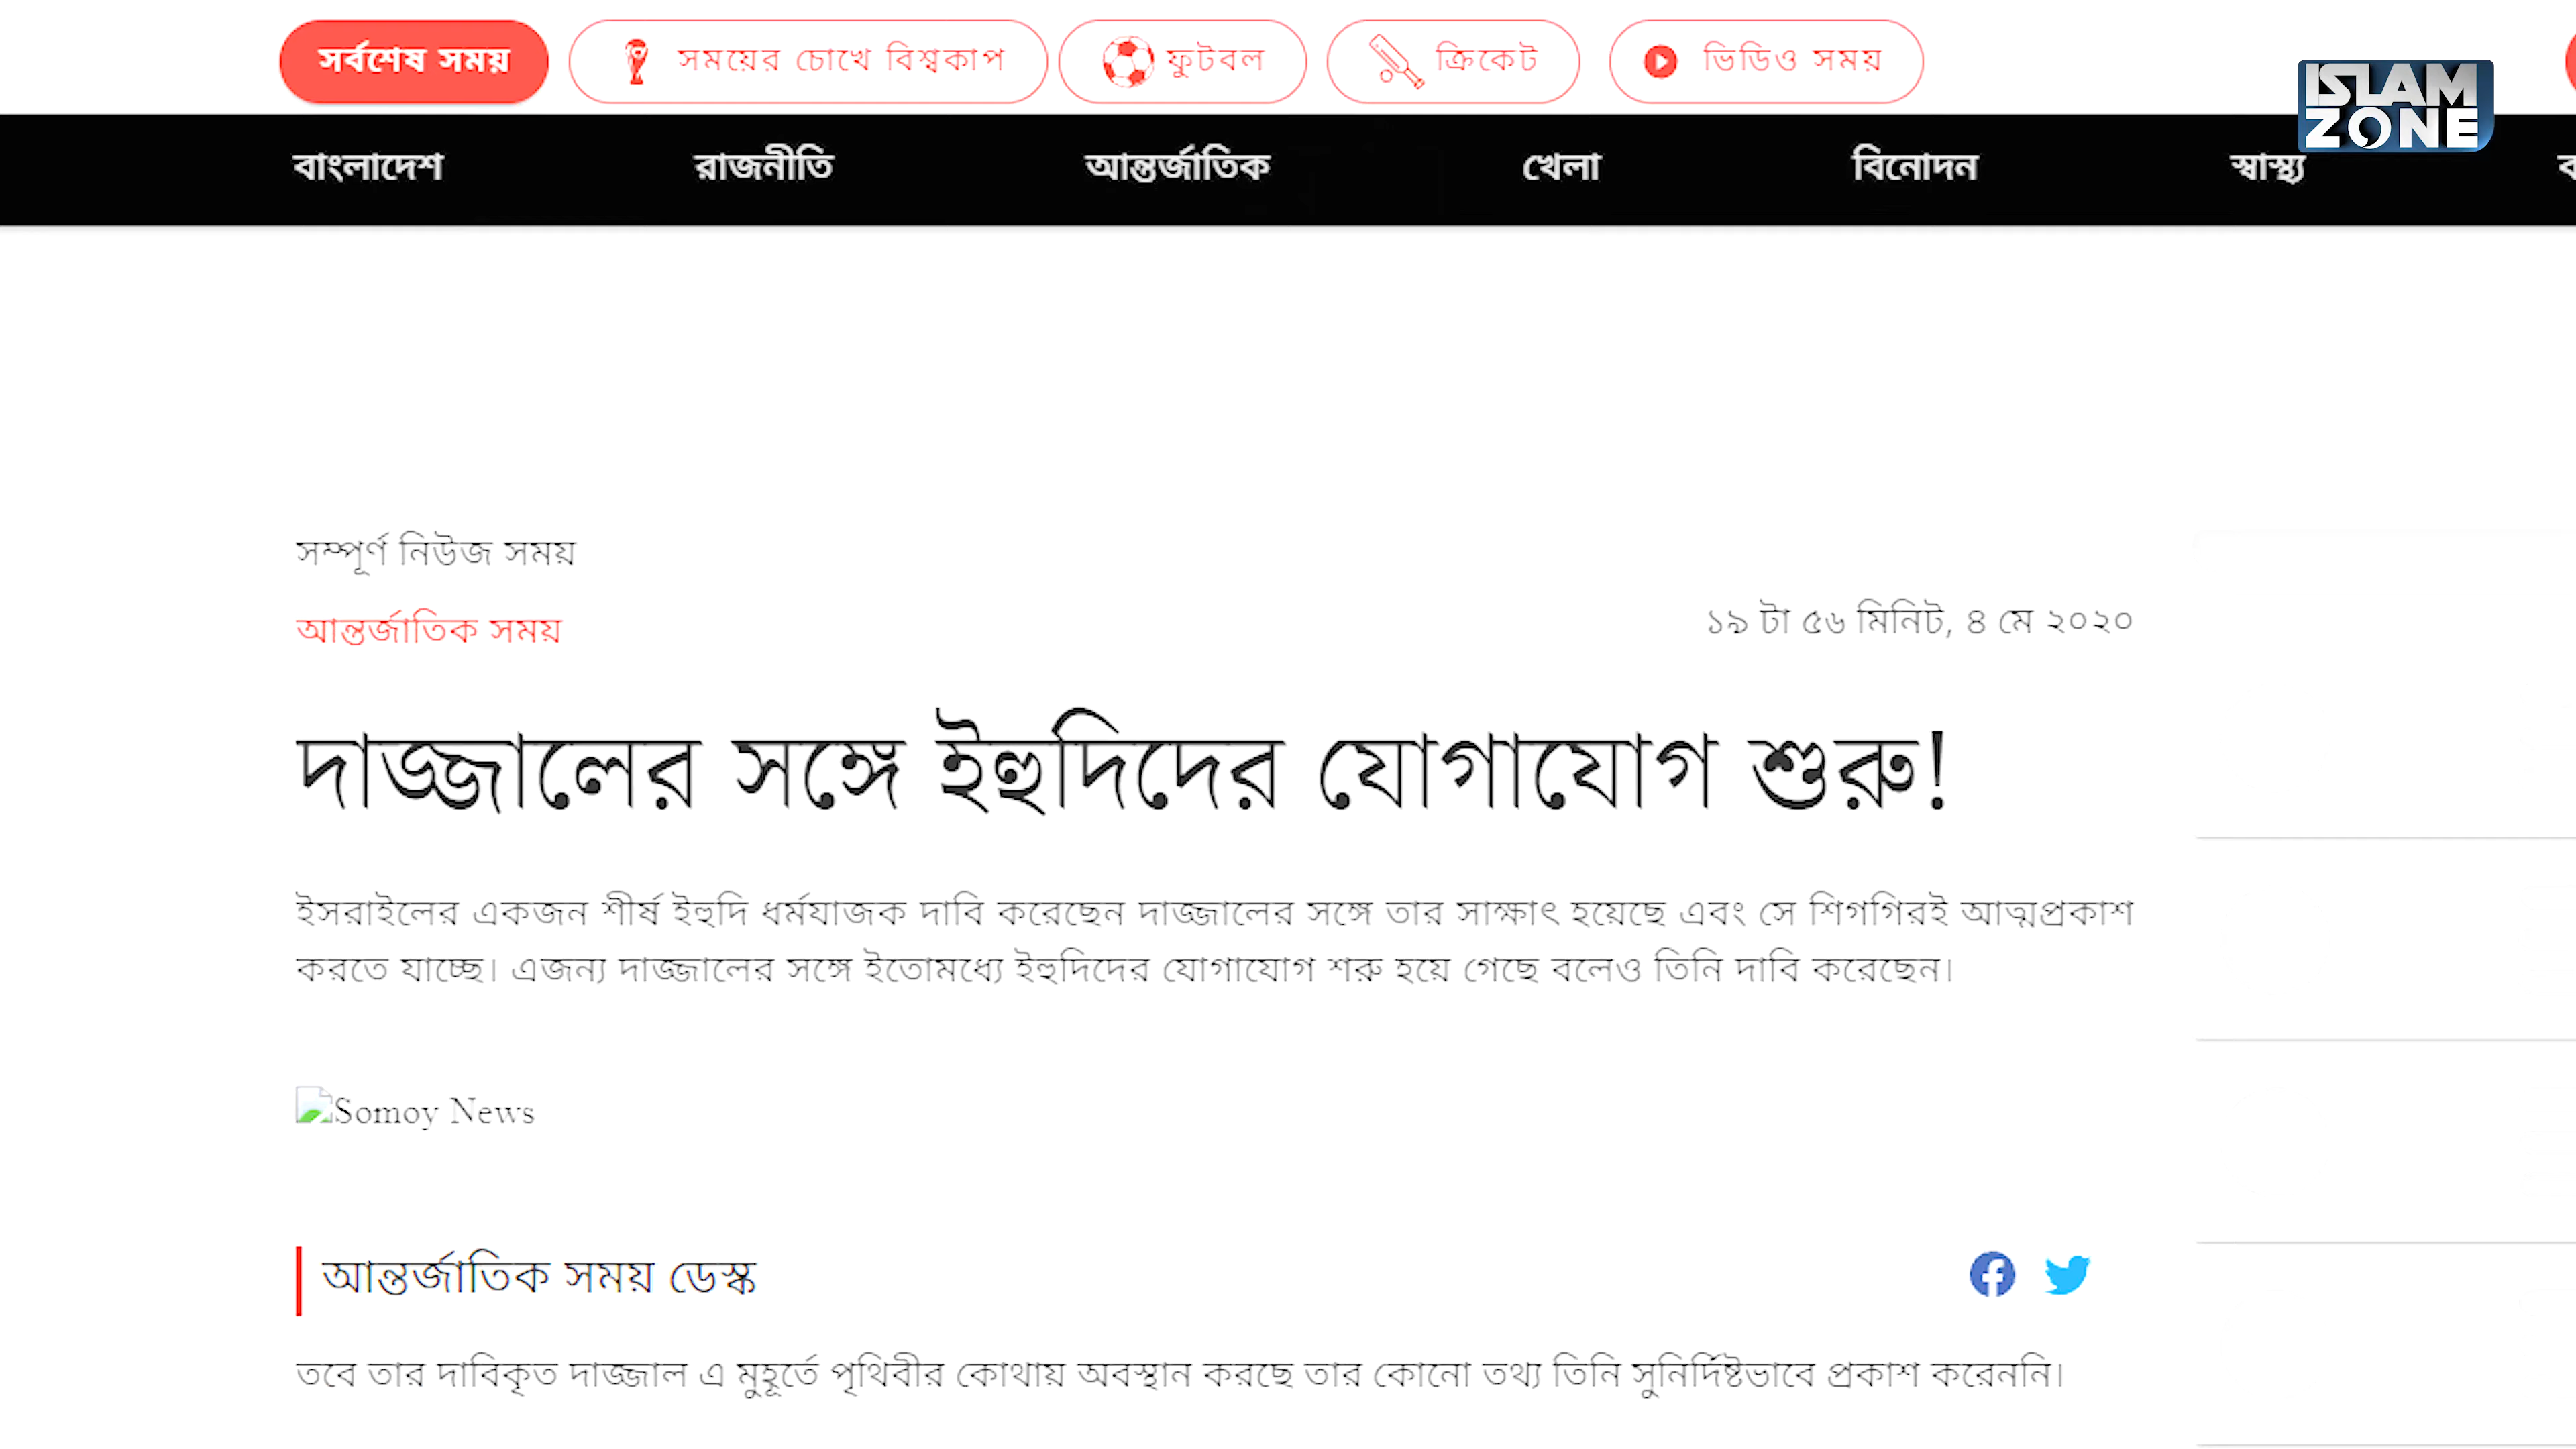 সর্বশেষ সময়
সময়ের চোখে বিশ্বকাপ
ফুটবল
ক্রিকেট
ভিডিও সময়
ISLAM
ZONE
বাংলাদেশ
রাজনীতি
আন্তর্জাতিক
খেলা
বিনোদন
স্বাস্থ্য
সম্পূর্ণ নিউজ সময়
আন্তর্জাতিক সময়
১৯ টা ৫৬ মিনিট, ৪ মে ২০২০
দাজ্জালের সঙ্গে ইহুদিদের যোগাযোগ শুরু!
ইসরাইলের একজন শীর্ষ ইহুদি ধর্মযাজক দাবি করেছেন দাজ্জালের সঙ্গে তার সাক্ষাৎ হয়েছে এবং সে শিগগিরই আত্মপ্রকাশ
করতে যাচ্ছে। এজন্য দাজ্জালের সঙ্গে ইতোমধ্যে ইহুদিদের যোগাযোগ শরু হয়ে গেছে বলেও তিনি দাবি করেছেন।
Somoy News
আন্তর্জাতিক সময় ডেস্ক
তবে তার দাবিকৃত দাজ্জাল এ মুহূর্তে পৃথিবীর কোথায় অবস্থান করছে তার কোনো তথ্য তিনি সুনির্দিষ্টভাবে প্রকাশ করেননি।